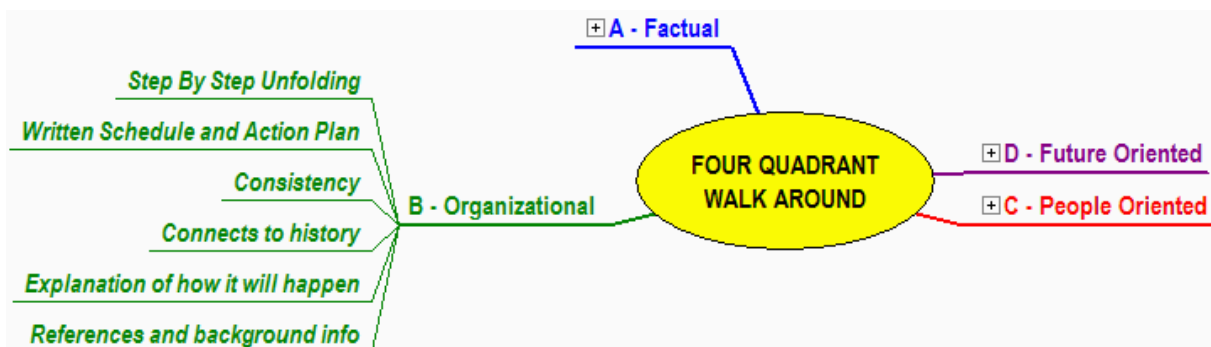 A - Factual
Step By Step Unfolding
Written Schedule and Action Plan
Consistency
B - Organizational
Connects to history
Explanation of how it will happen
References and background info
FOUR QUADRANT
WALK AROUND
D - Future Oriented
C - People Oriented